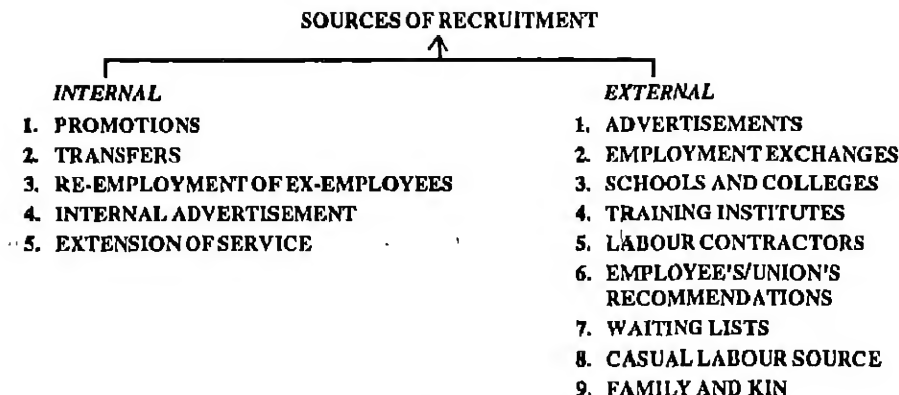 SOURCES OF RECRUITMENT
INTERNAL
1. PROMOTIONS
2. TRANSFERS
3. RE-EMPLOYMENT OF EX-EMPLOYEES
4. INTERNAL ADVERTISEMENT
5. EXTENSION OF SERVICE
EXTERNAL
1. ADVERTISEMENTS
2. EMPLOYMENT EXCHANGES
3. SCHOOLS AND COLLEGES
4. TRAINING INSTITUTES
5. LABOUR CONTRACTORS
6. EMPLOYEE'S/UNION'S
RECOMMENDATIONS
7. WAITING LISTS
8. CASUAL LABOUR SOURCE
9. FAMILY AND KIN